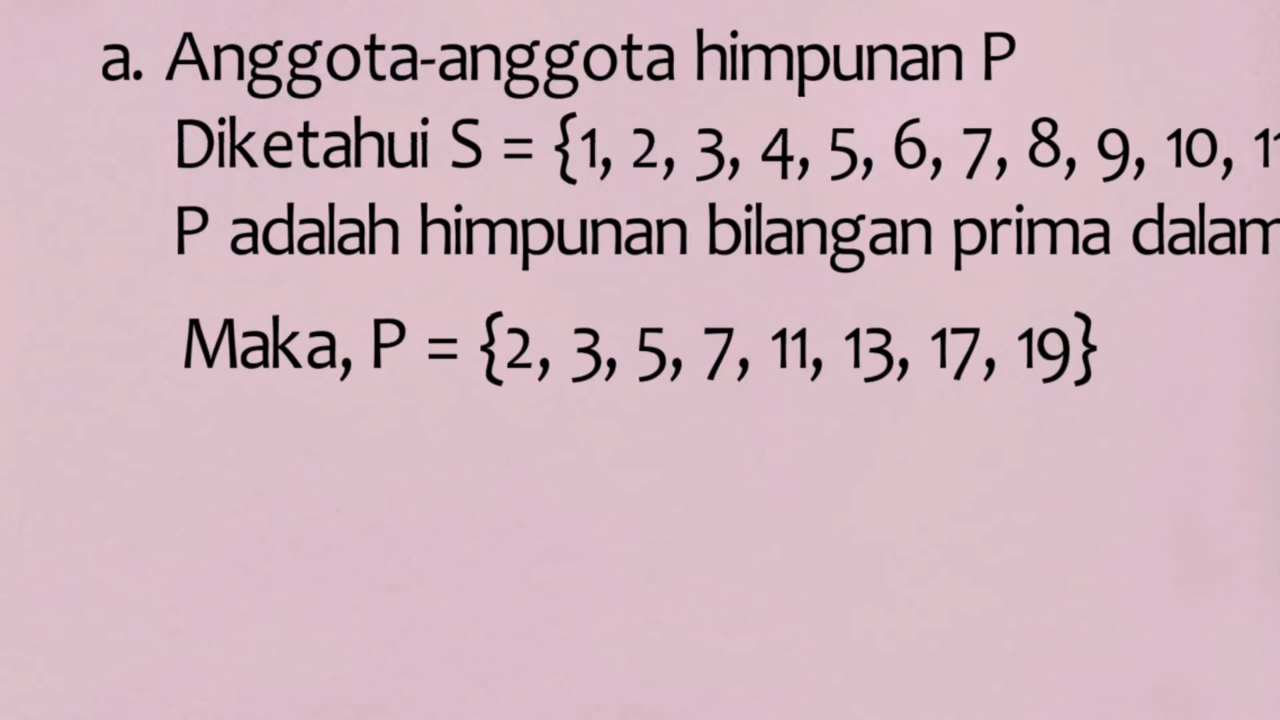 a. Anggota-anggota himpunan P
Diketahui S = {1, 2, 3, 4, 5, 6, 7, 8, 9, 10,
P adalah himpunan bilangan prima dalam
Maka, P = {2, 3, 5, 7, 11, 13, 17, 19}